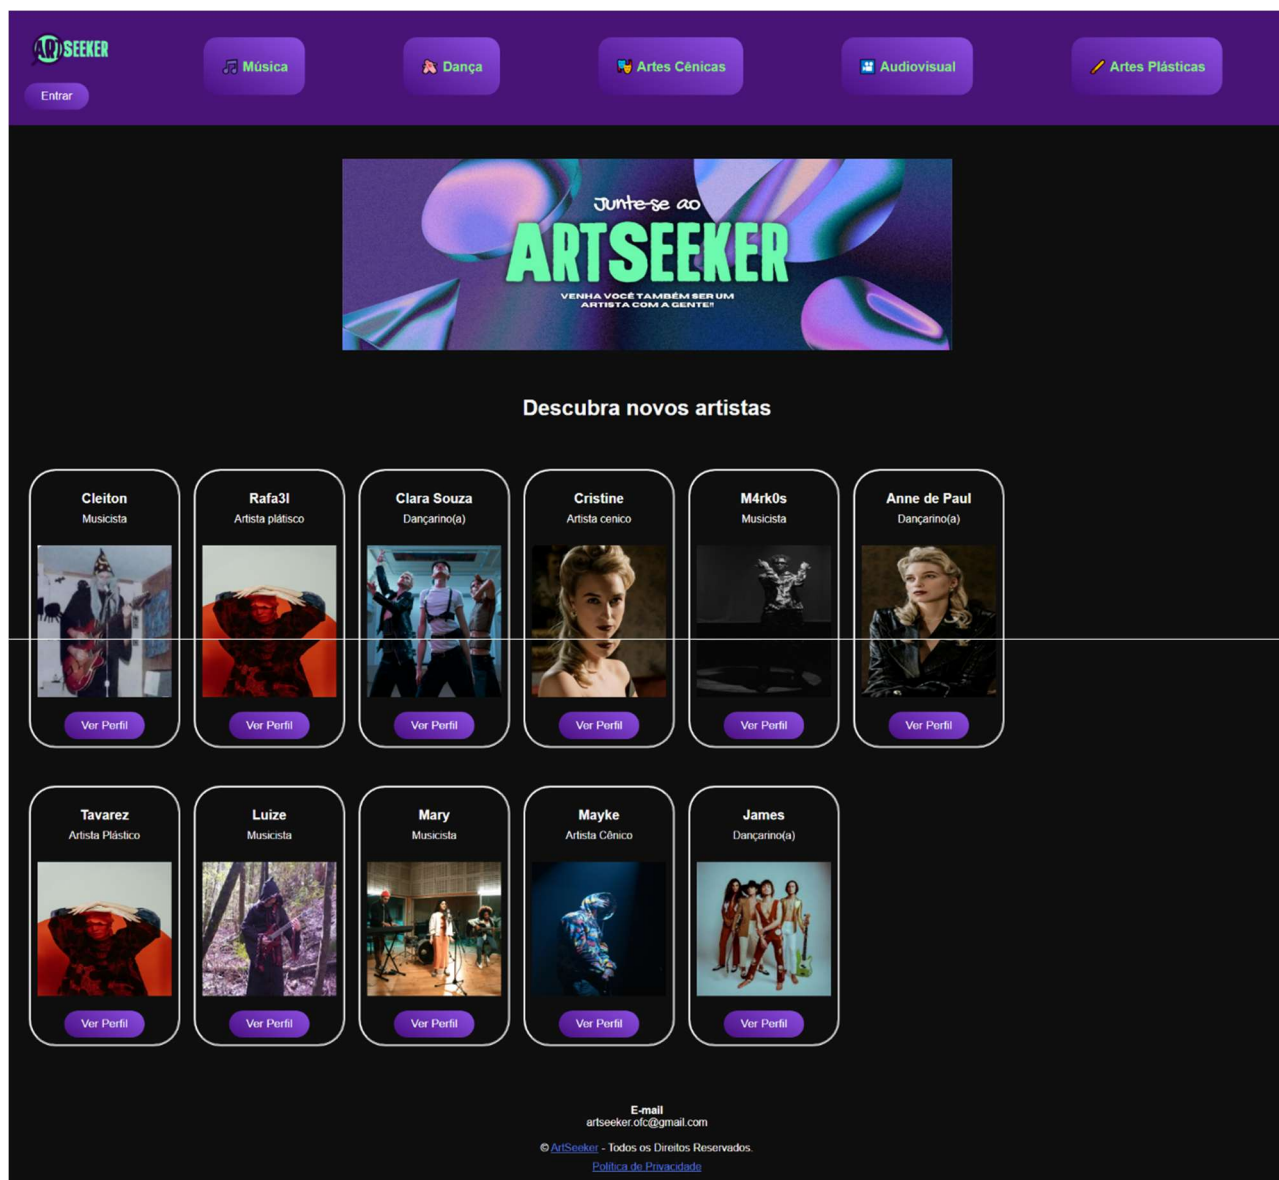 ARTSEEKER
Música
Dança
Artes Cênicas
Audiovisual
Artes Plásticas
Entrar
Junte-se ao
ARTSEEKER
VENHA VOCÊ TAMBÉM SER UM
ARTISTA COM A GENTE!!
Descubra novos artistas
Cleiton
Musicista
Ver Perfil
Rafa3l
Artista plátisco
Ver Perfil
Clara Souza
Dançarino(a)
Ver Perfil
Cristine
Artista cenico
Ver Perfil
M4rk0s
Musicista
Ver Perfil
Anne de Paul
Dançarino(a)
Ver Perfil
Tavarez
Artista Plástico
Ver Perfil
Luize
Musicista
Ver Perfil
Mary
Musicista
Ver Perfil
Mayke
Artista Cênico
Ver Perfil
James
Dançarino(a)
Ver Perfil
E-mail
artseeker.ofc@gmail.com
© ArtSeeker - Todos os Direitos Reservados.
Política de Privacidade